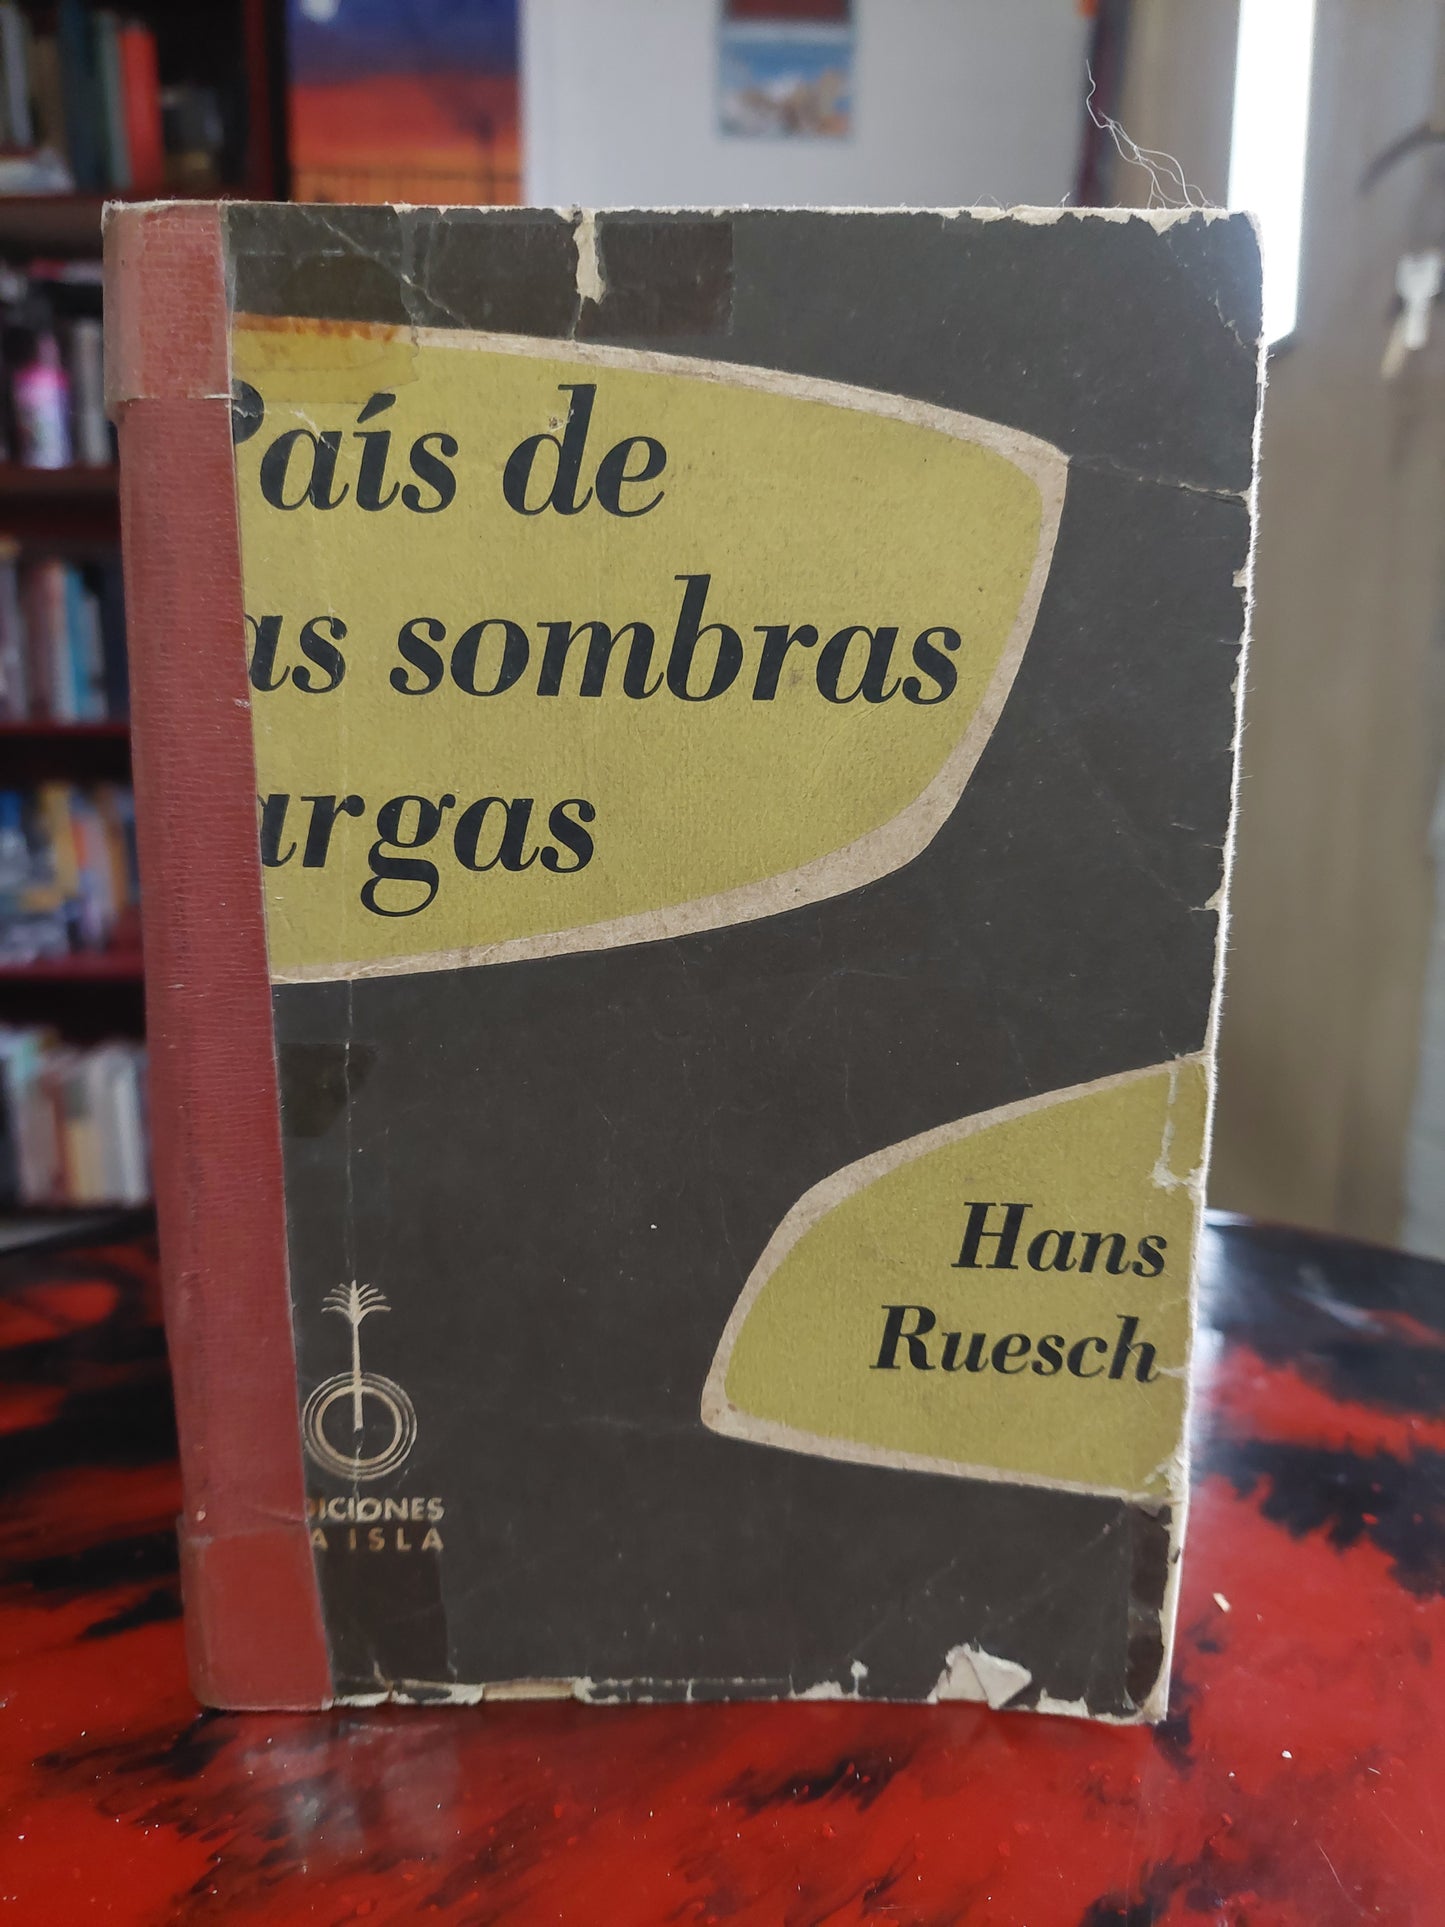 País de
as sombras
argas
Hans
Ruesch
DICIONES
A ISLA